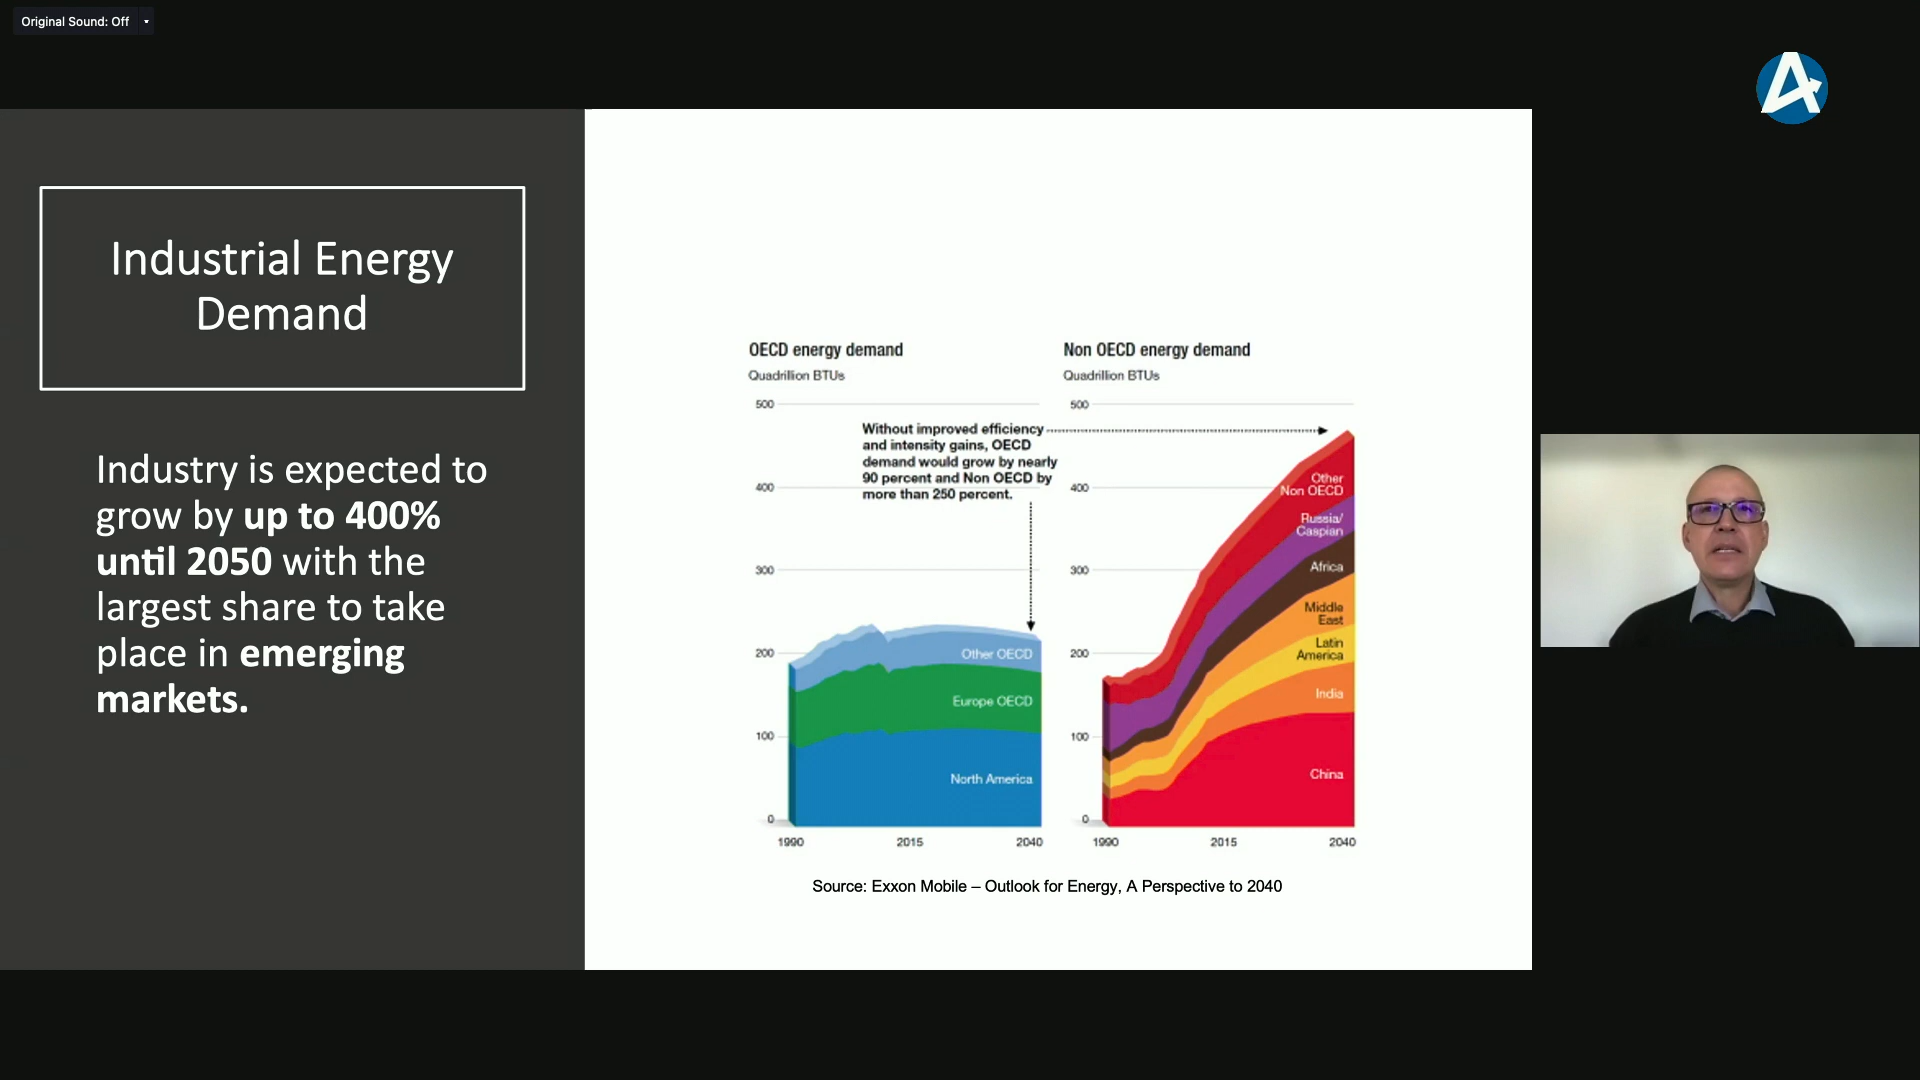 Original Sound: Off
Industrial Energy
Demand
Industry is expected to
grow by up to 400%
until 2050 with the
largest share to take
place in emerging
markets.
OECD energy demand
Quadrillion BTUs
500
400
300
200
100
0
1990
2015
2040
Without improved efficiency
and intensity gains, OECD
demand would grow by nearly
90 percent and Non OECD by
more than 250 percent.
Other OECD
Europe OECD
North America
Non OECD energy demand
Quadrillion BTUs
500
400
300
200
100
0
1990
2015
2040
Other
Non OECD
Russia/
Caspian
Africa
Middle
East
Latin
America
India
China
Source: Exxon Mobile – Outlook for Energy, A Perspective to 2040